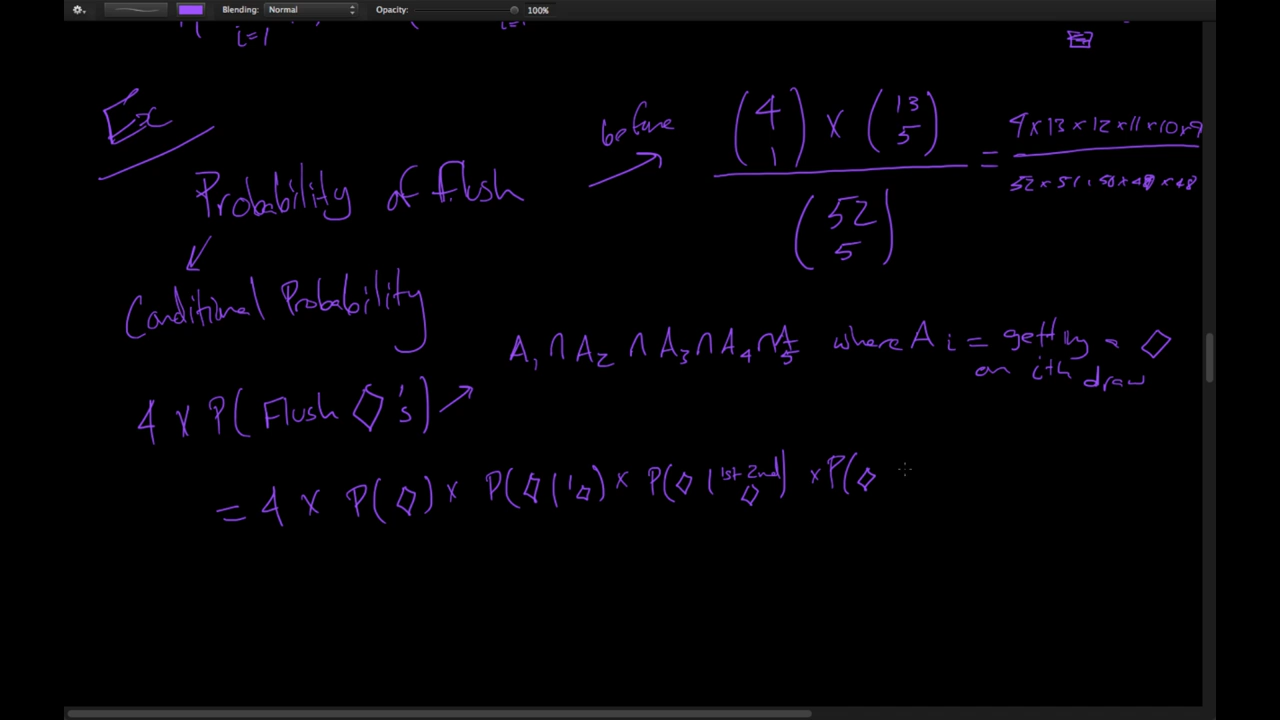 Blending: Normal Opacity: 100%
i=1 i=1
Ex
before
(4 1) × (13 5) / (52 5) = 4×13×12×11×10×9 / 52×51×50×49×48
Probability of Flush
Conditional Probability
A₁ ∩ A₂ ∩ A₃ ∩ A₄ ∩ A₅ where A i = getting a ◇
on ith draw
4 × P(Flush ◇'s)
= 4 × P(◇) × P(◇ | 1 ◇) × P(◇ | 1st 2nd ◇) × P(◇